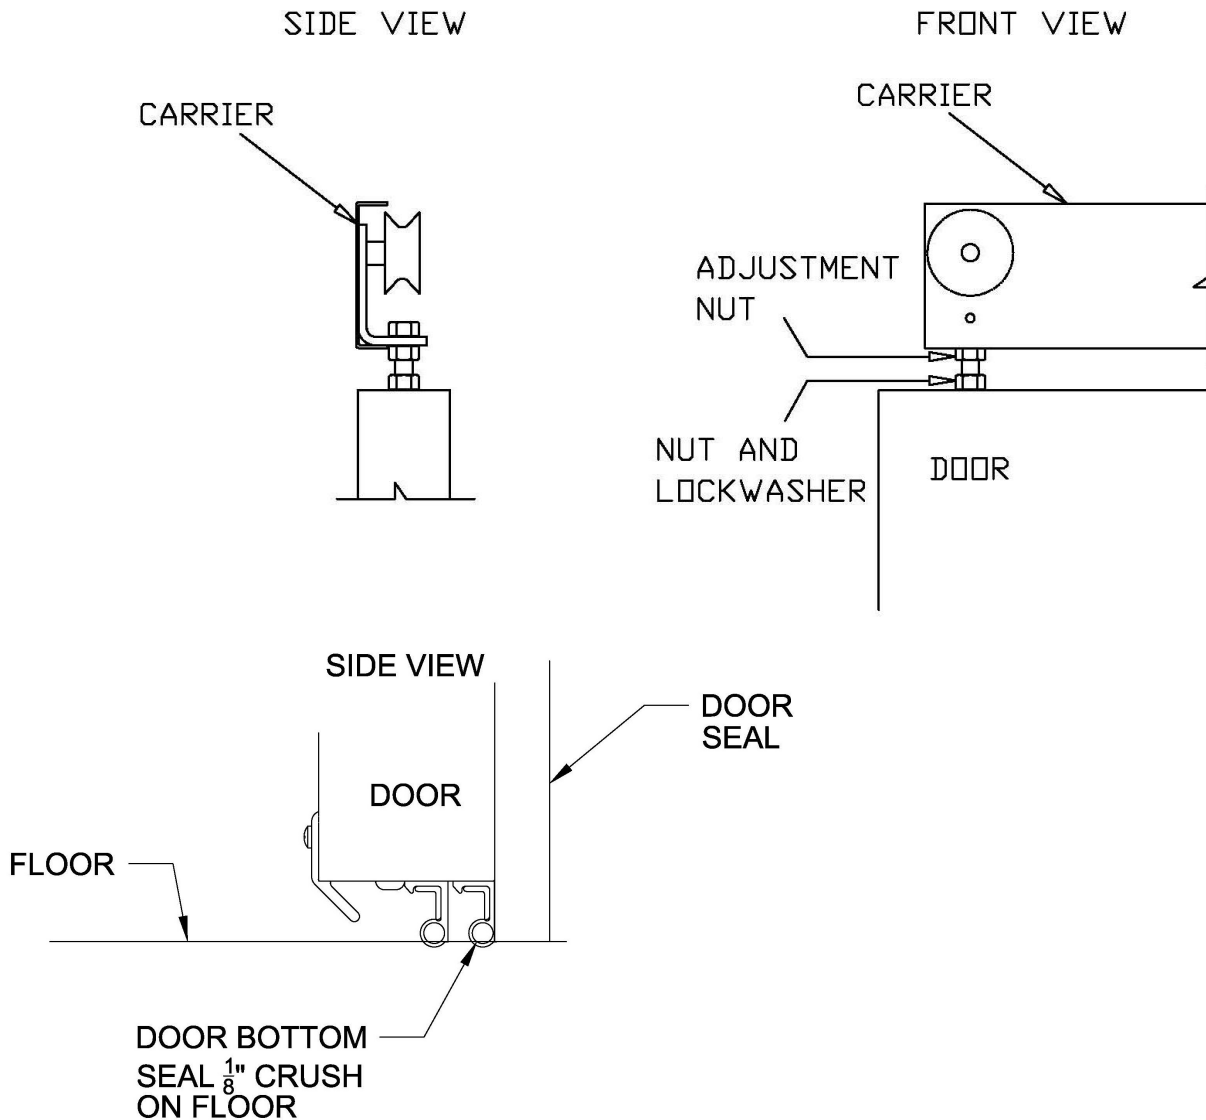 SIDE VIEW
FRONT VIEW
CARRIER
CARRIER
ADJUSTMENT
NUT
NUT AND
LOCKWASHER
DOOR
SIDE VIEW
DOOR
SEAL
DOOR
FLOOR
DOOR BOTTOM
SEAL 1/8" CRUSH
ON FLOOR